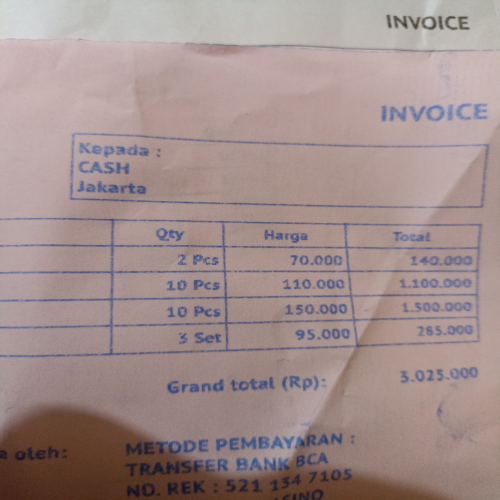 INVOICE
INVOICE
Kepada :
CASH
Jakarta
Qty Harga Total
2 Pcs 70.000 140.000
10 Pcs 110.000 1.100.000
10 Pcs 150.000 1.500.000
3 Set 95.000 285.000
Grand total (Rp): 3.025.000
oleh: METODE PEMBAYARAN :
TRANSFER BANK BCA
NO. REK : 521 134 7105